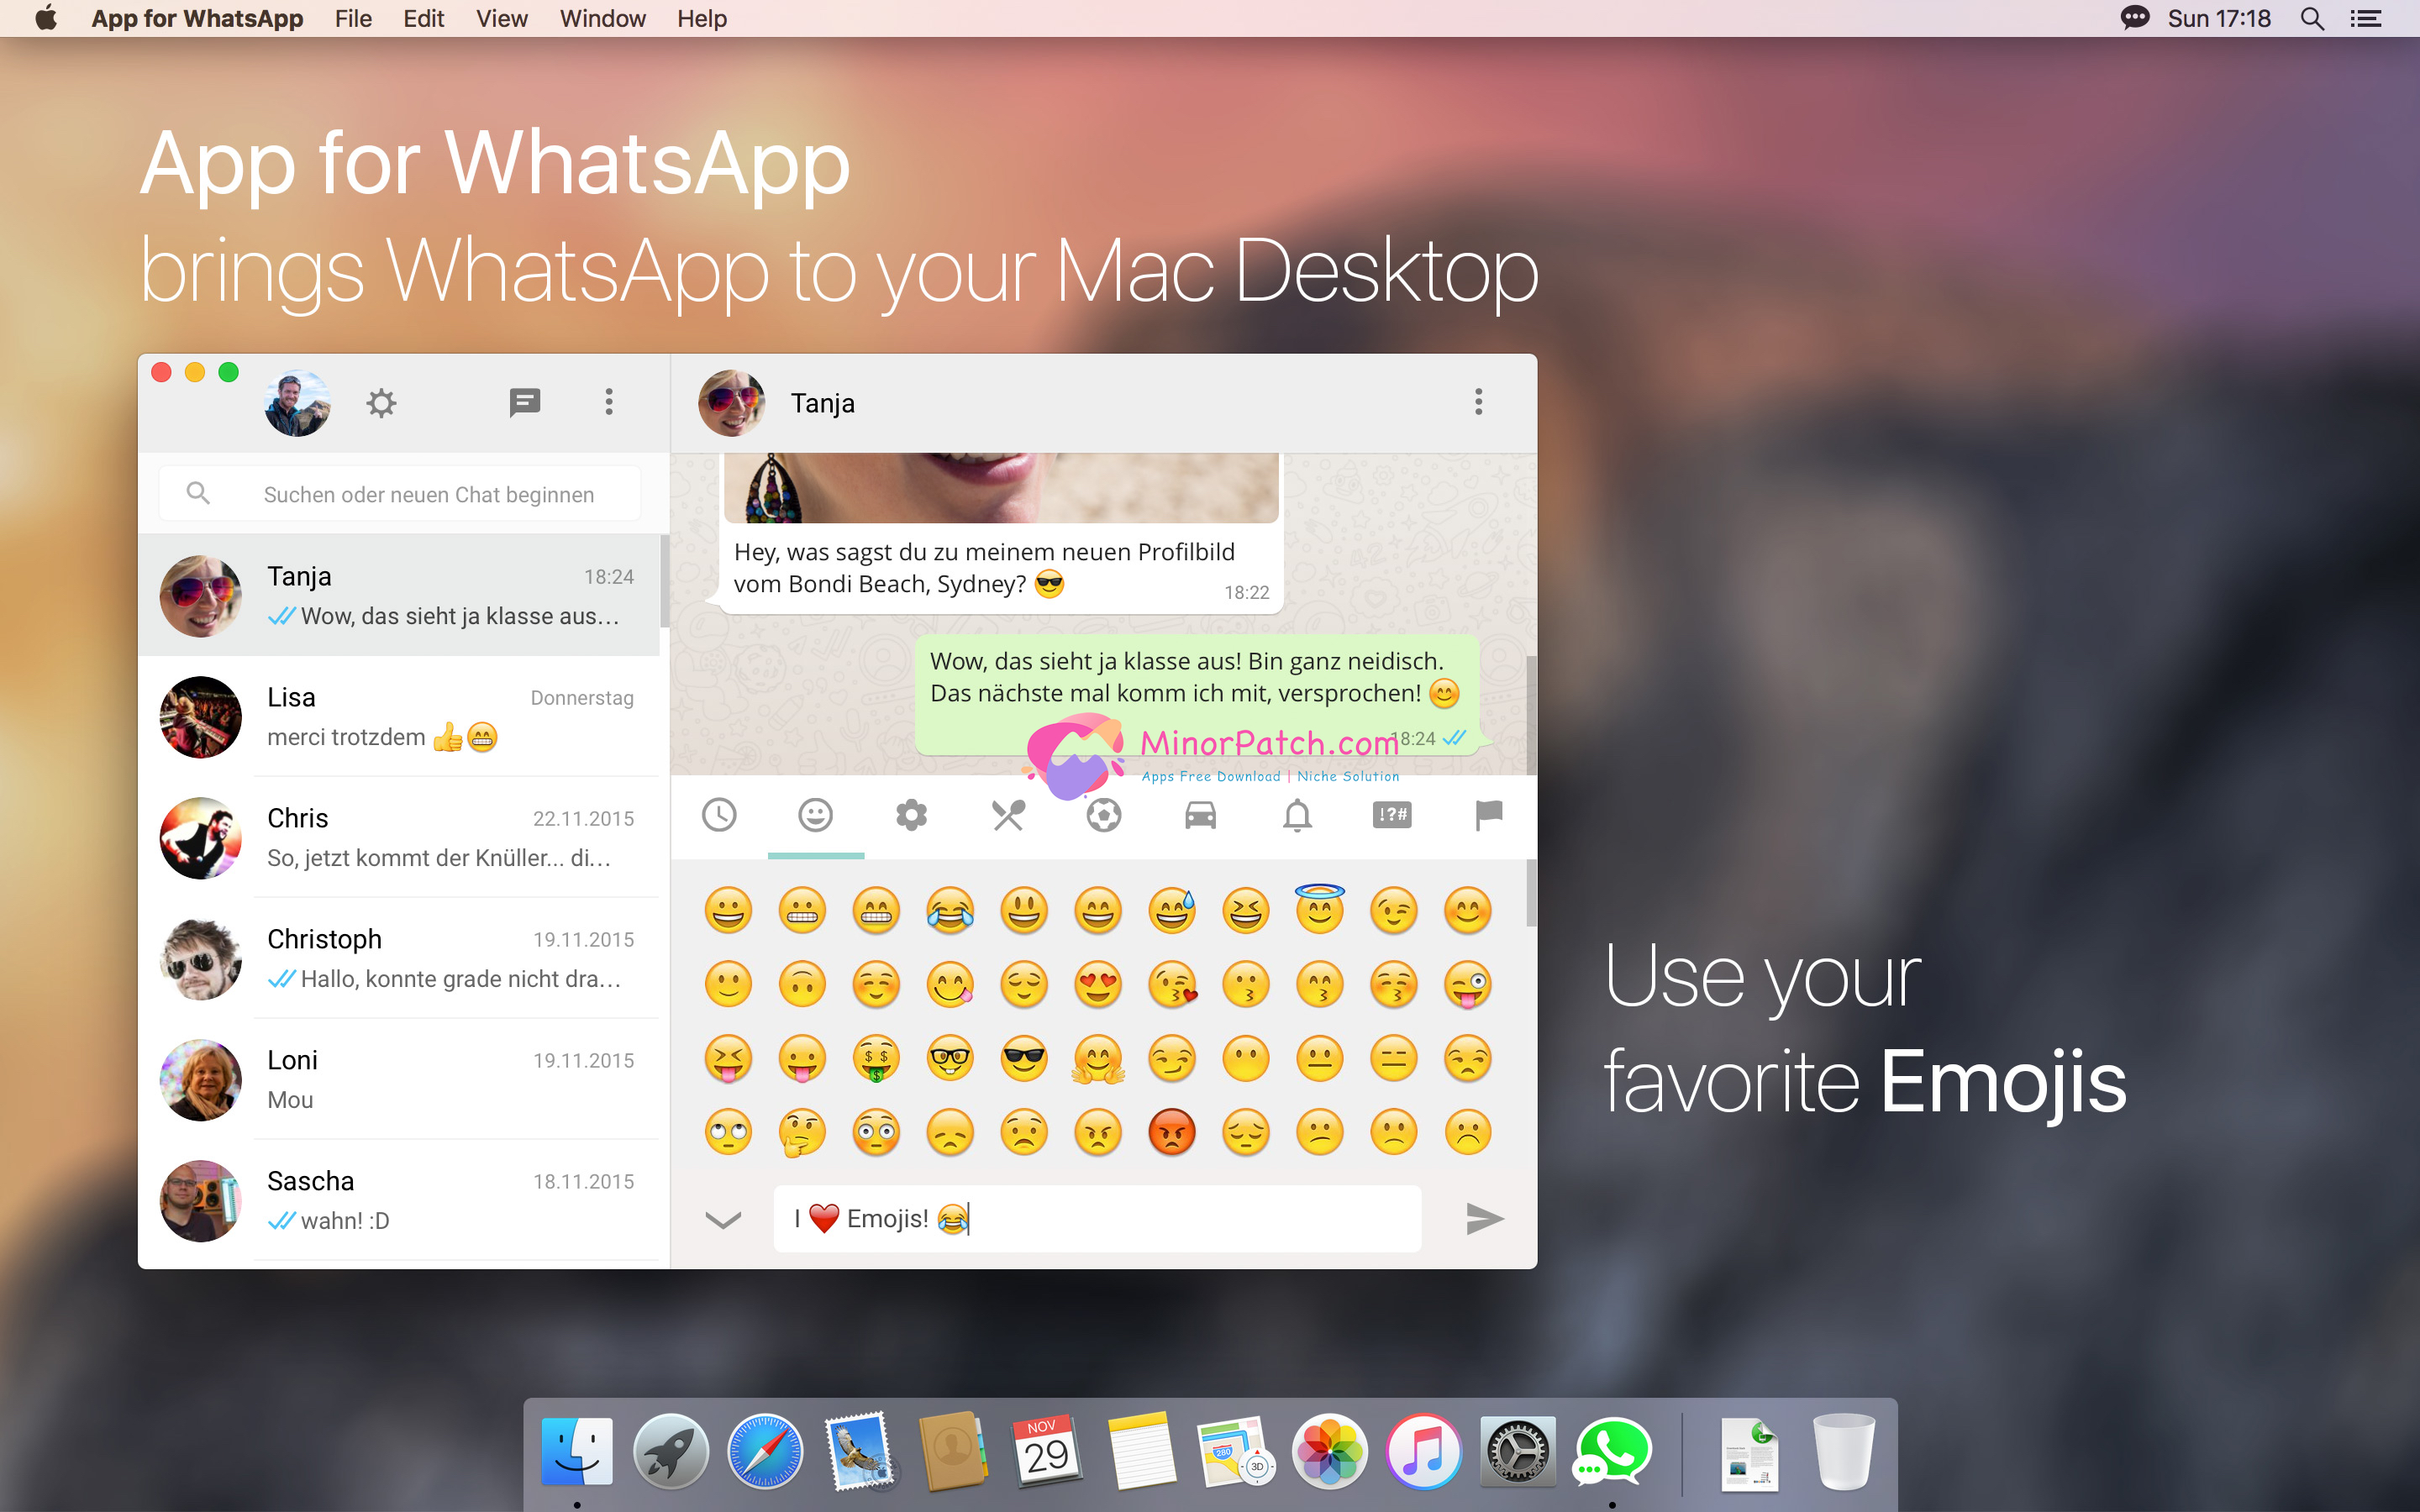 App for WhatsApp File Edit View Window Help Sun 17:18
App for WhatsApp
brings WhatsApp to your Mac Desktop
Tanja
Suchen oder neuen Chat beginnen
Tanja 18:24
Wow, das sieht ja klasse aus...
Lisa Donnerstag
merci trotzdem 👍😁
Chris 22.11.2015
So, jetzt kommt der Knüller... di...
Christoph 19.11.2015
Hallo, konnte grade nicht dra...
Loni 19.11.2015
Mou
Sascha 18.11.2015
wahn! :D
Hey, was sagst du zu meinem neuen Profilbild
vom Bondi Beach, Sydney? 😎
18:22
Wow, das sieht ja klasse aus! Bin ganz neidisch.
Das nächste mal komm ich mit, versprochen! 😊
18:24
MinorPatch.com
Apps Free Download | Niche Solution
!?#
I ❤️ Emojis! 😂
Use your
favorite Emojis
NOV
29
280
3D